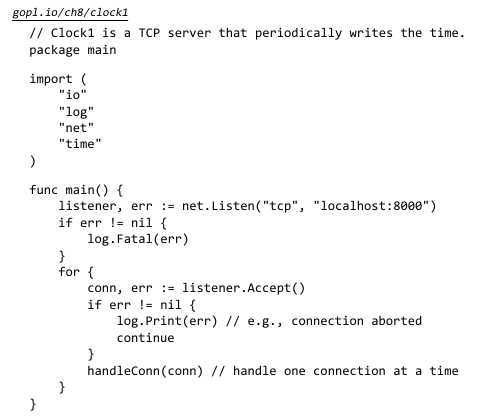 gopl.io/ch8/clock1
// Clock1 is a TCP server that periodically writes the time.
package main
import (
    "io"
    "log"
    "net"
    "time"
)
func main() {
    listener, err := net.Listen("tcp", "localhost:8000")
    if err != nil {
        log.Fatal(err)
    }
    for {
        conn, err := listener.Accept()
        if err != nil {
            log.Print(err) // e.g., connection aborted
            continue
        }
        handleConn(conn) // handle one connection at a time
    }
}